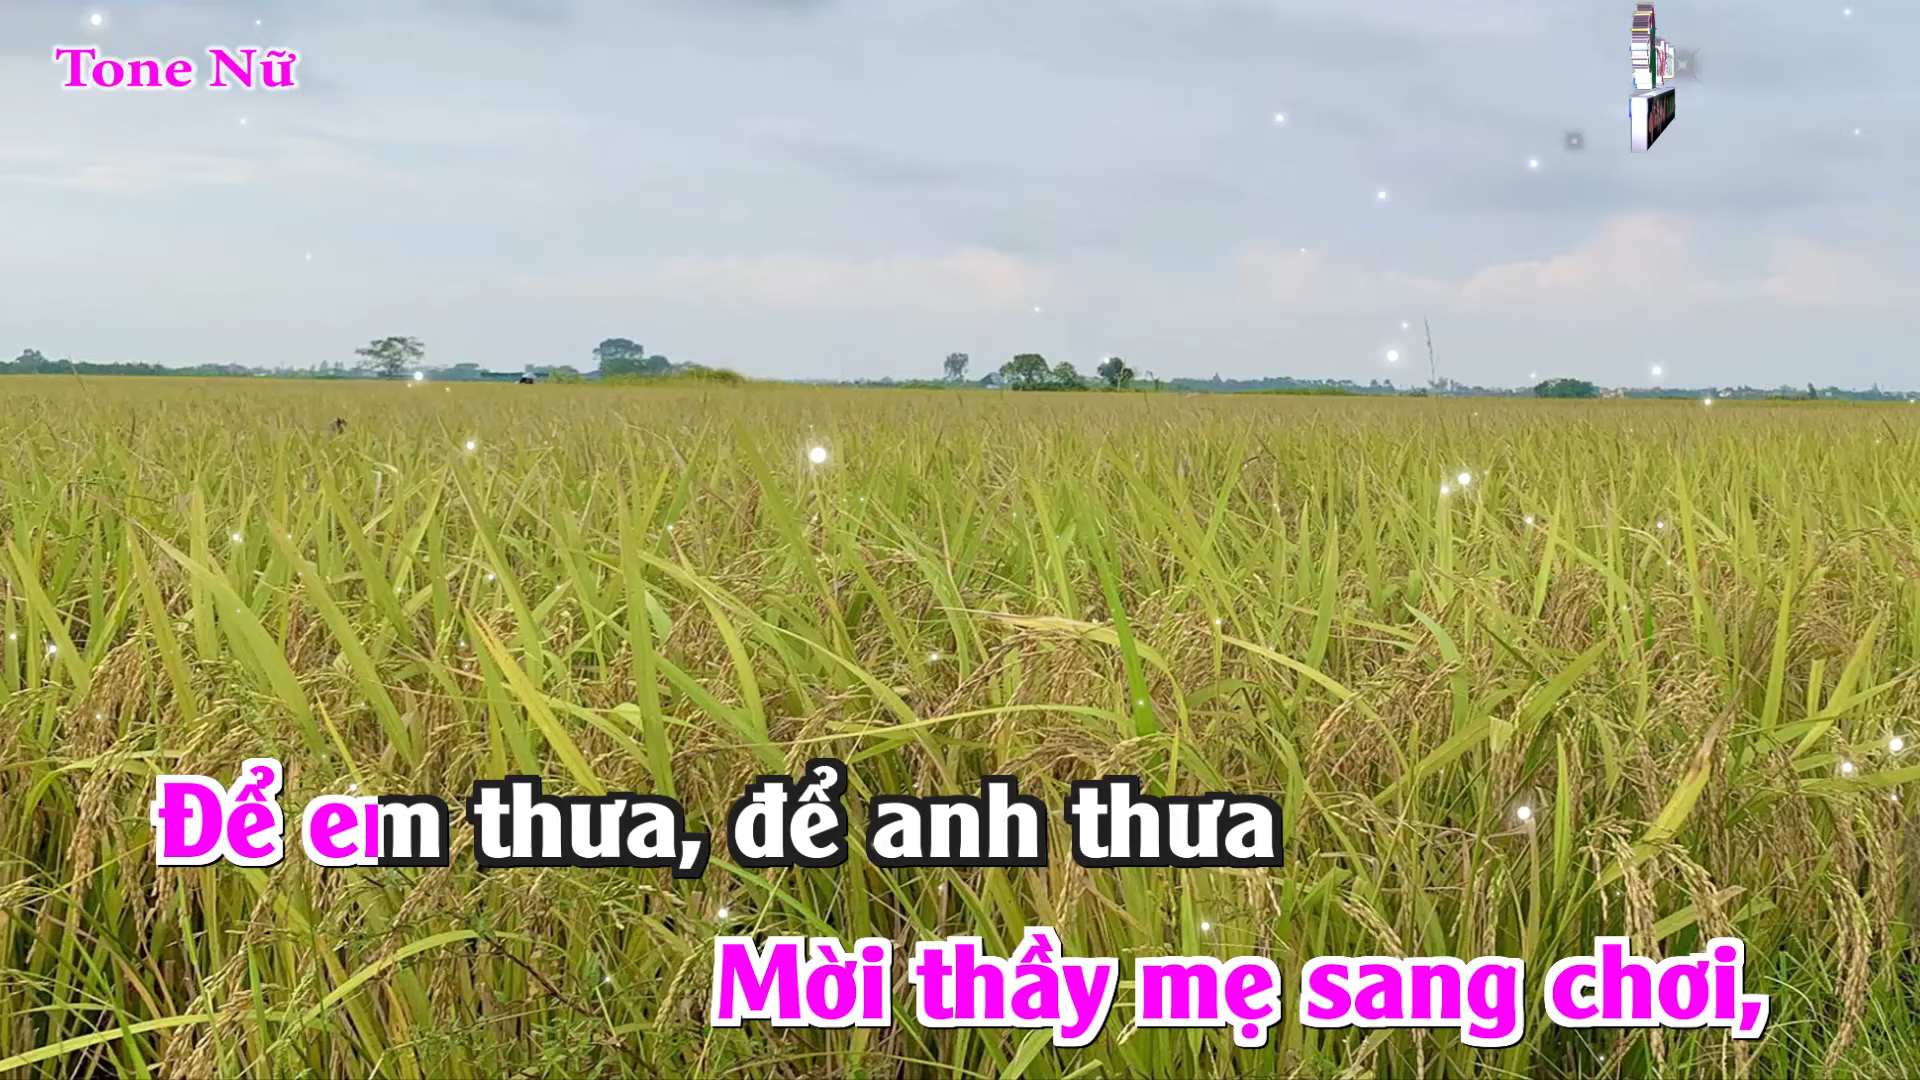 Tone Nữ
Để em thưa, để anh thưa
Mời thầy mẹ sang chơi,